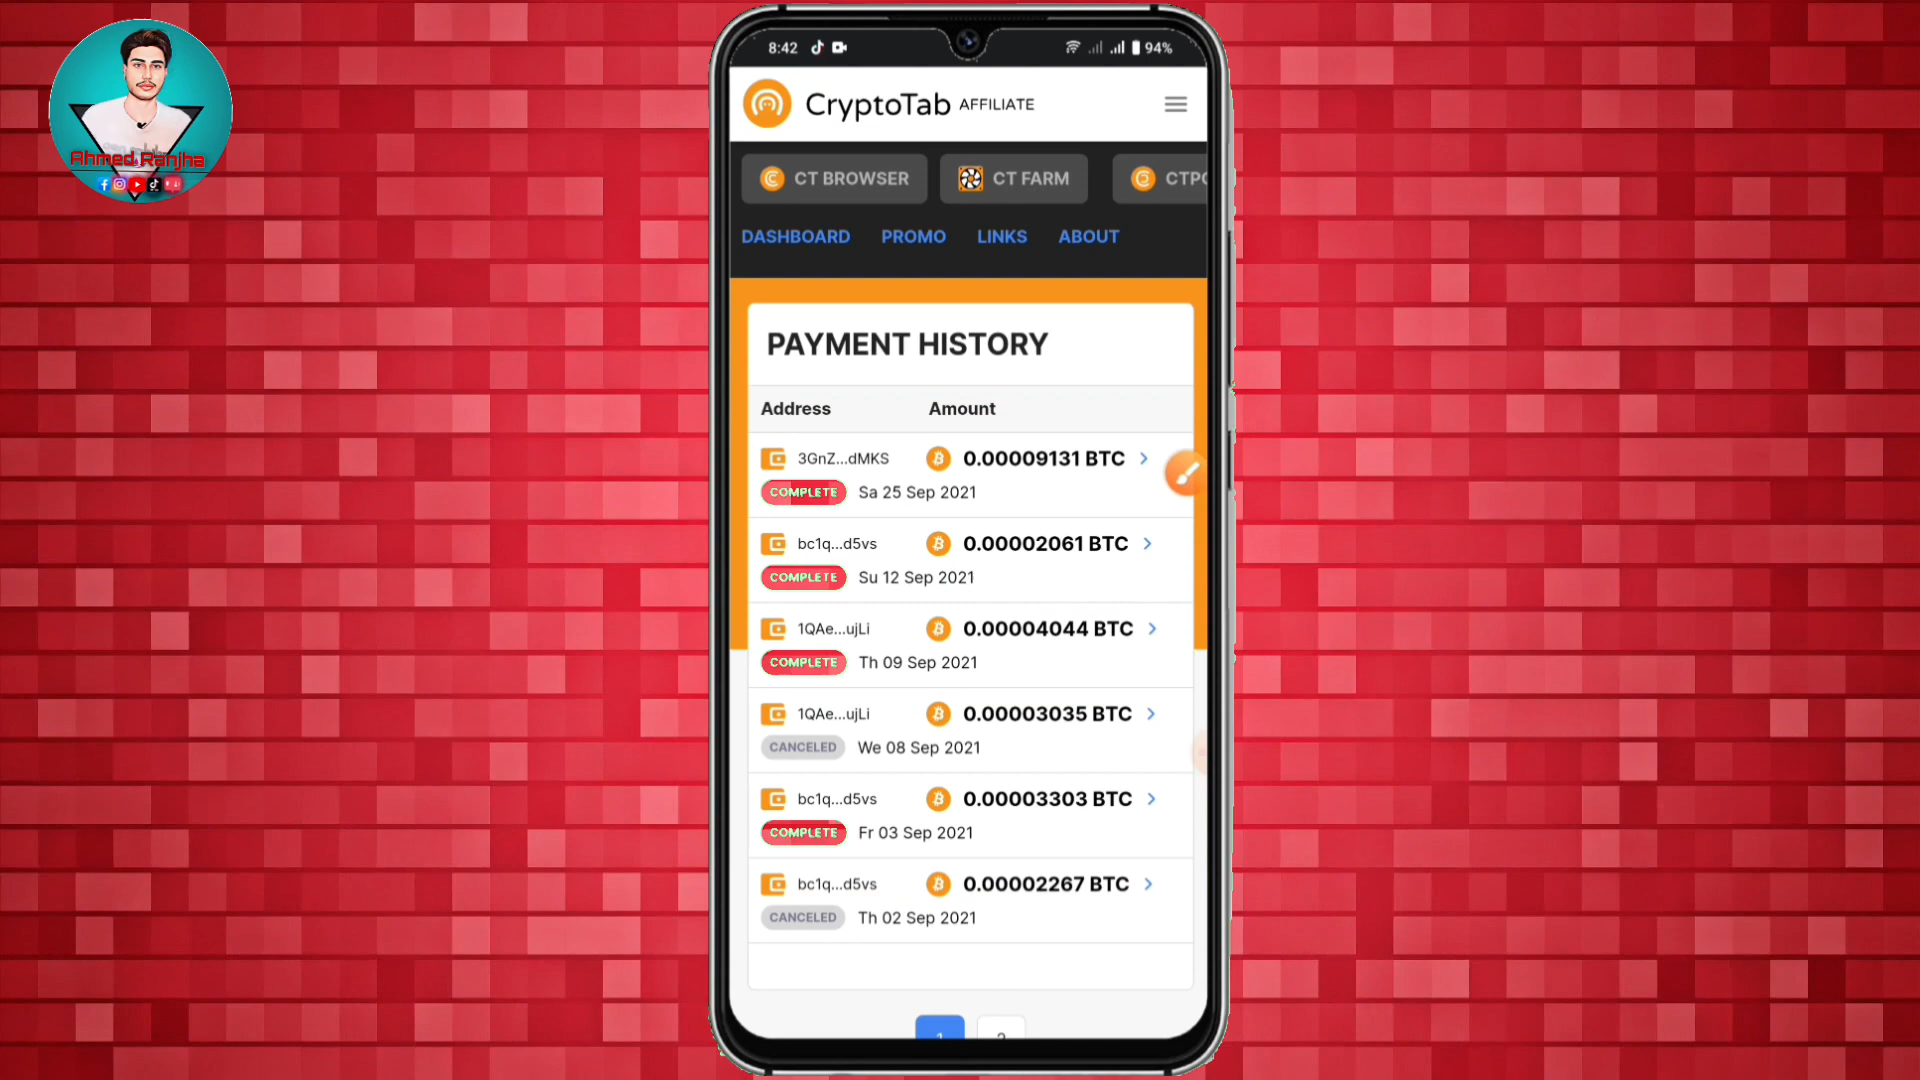 Ahmed Ranjha
8:42 94%
CryptoTab AFFILIATE
CT BROWSER CT FARM
DASHBOARD PROMO LINKS ABOUT
PAYMENT HISTORY
Address Amount
3GnZ...dMKS 0.00009131 BTC
COMPLETE Sa 25 Sep 2021
bc1q...d5vs 0.00002061 BTC
COMPLETE Su 12 Sep 2021
1QAe...ujLi 0.00004044 BTC
COMPLETE Th 09 Sep 2021
1QAe...ujLi 0.00003035 BTC
CANCELED We 08 Sep 2021
bc1q...d5vs 0.00003303 BTC
COMPLETE Fr 03 Sep 2021
bc1q...d5vs 0.00002267 BTC
CANCELED Th 02 Sep 2021
1 2